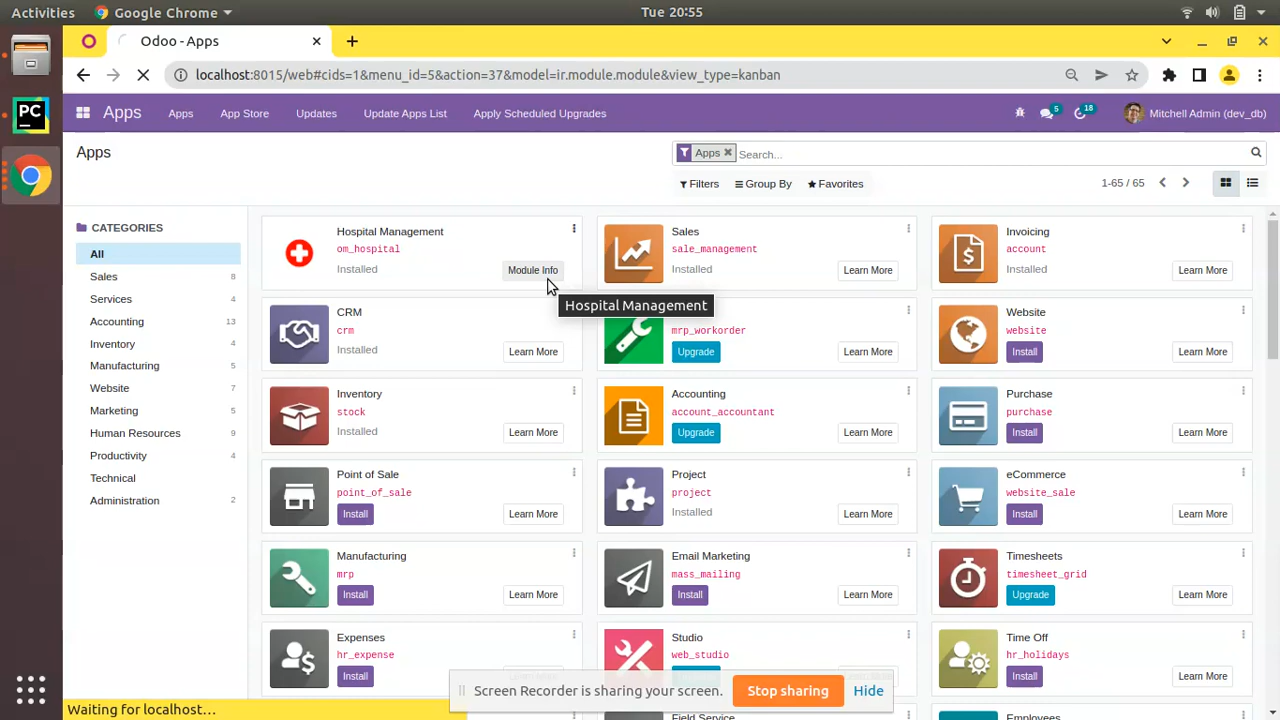 Activities Google Chrome Tue 20:55
Odoo - Apps
localhost:8015/web#cids=1&menu_id=5&action=37&model=ir.module.module&view_type=kanban
Apps Apps App Store Updates Update Apps List Apply Scheduled Upgrades 5 18 Mitchell Admin (dev_db)
Apps
Apps Search...
Filters Group By Favorites 1-65 / 65
CATEGORIES
All
Sales 8
Services 4
Accounting 13
Inventory 4
Manufacturing 5
Website 7
Marketing 5
Human Resources 9
Productivity 4
Technical
Administration 2
Hospital Management
om_hospital
Installed Module Info
Hospital Management
Sales
sale_management
Installed Learn More
Invoicing
account
Installed Learn More
CRM
crm
Installed Learn More
mrp_workorder
Upgrade Learn More
Website
website
Install Learn More
Inventory
stock
Installed Learn More
Accounting
account_accountant
Upgrade Learn More
Purchase
purchase
Install Learn More
Point of Sale
point_of_sale
Install Learn More
Project
project
Installed Learn More
eCommerce
website_sale
Install Learn More
Manufacturing
mrp
Install Learn More
Email Marketing
mass_mailing
Install Learn More
Timesheets
timesheet_grid
Upgrade Learn More
Expenses
hr_expense
Install
Studio
web_studio
Time Off
hr_holidays
Install Learn More
Screen Recorder is sharing your screen. Stop sharing Hide
Waiting for localhost…
Field Service
Employees
PC